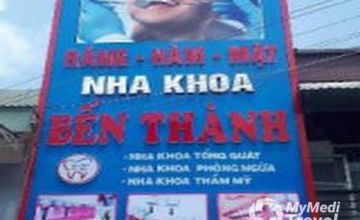 RĂNG - HÀM - MẶT
NHA KHOA
BẾN THÀNH
• NHA KHOA TỔNG QUÁT
• NHA KHOA PHÒNG NGỪA
• NHA KHOA THẨM MỸ
MyMedi
Travel